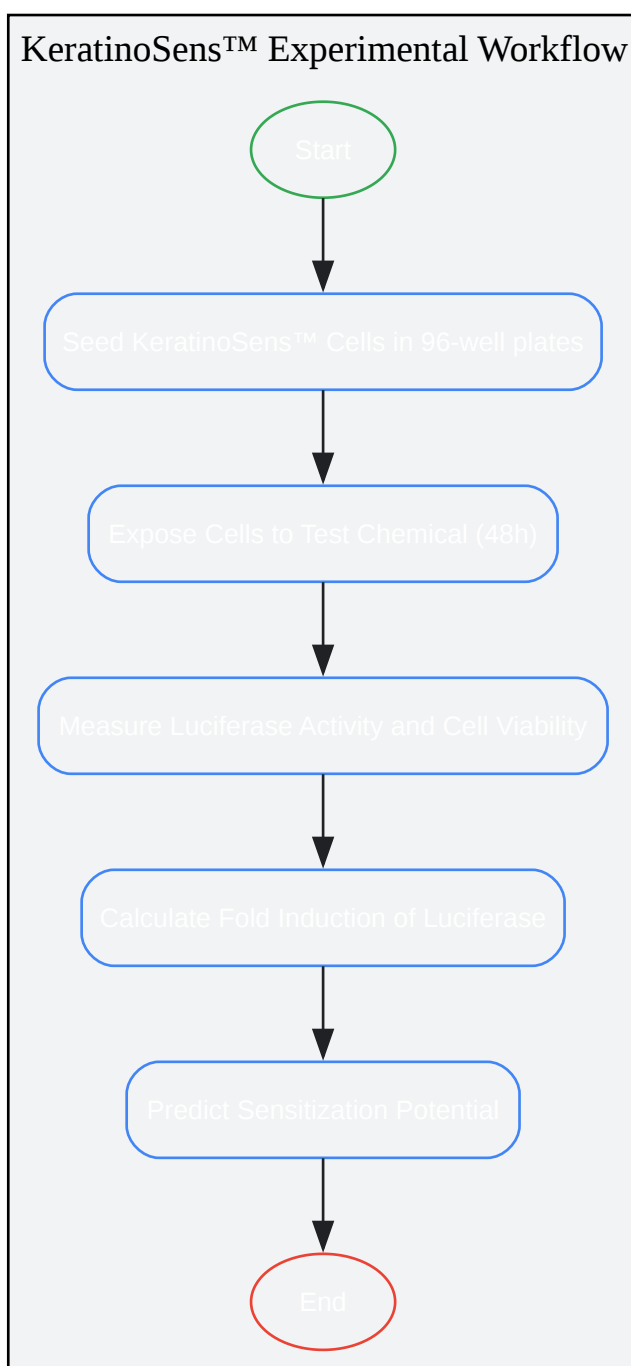 KeratinoSens™ Experimental Workflow
Start
Seed KeratinoSens™ Cells in 96-well plates
Expose Cells to Test Chemical (48h)
Measure Luciferase Activity and Cell Viability
Calculate Fold Induction of Luciferase
Predict Sensitization Potential
End